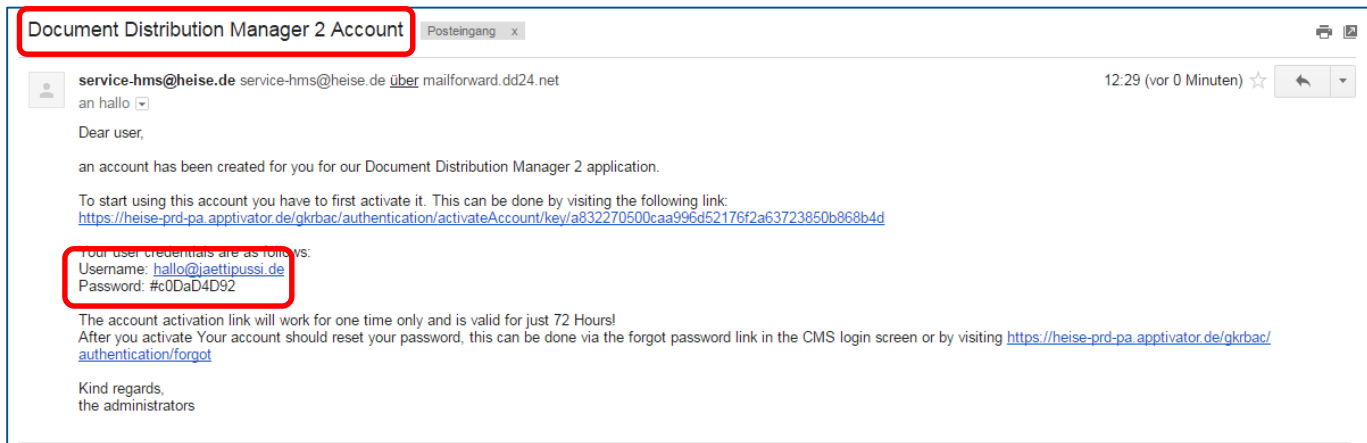 Document Distribution Manager 2 Account Posteingang x
service-hms@heise.de service-hms@heise.de über mailforward.dd24.net 12:29 (vor 0 Minuten)
an hallo
Dear user,
an account has been created for you for our Document Distribution Manager 2 application.
To start using this account you have to first activate it. This can be done by visiting the following link:
https://heise-prd-pa.apptivator.de/gkrbac/authentication/activateAccount/key/a832270500caa996d52176f2a63723850b868b4d
Your user credentials are as follows:
Username: hallo@jaettipussi.de
Password: #c0DaD4D92
The account activation link will work for one time only and is valid for just 72 Hours!
After you activate Your account should reset your password, this can be done via the forgot password link in the CMS login screen or by visiting https://heise-prd-pa.apptivator.de/gkrbac/
authentication/forgot
Kind regards,
the administrators